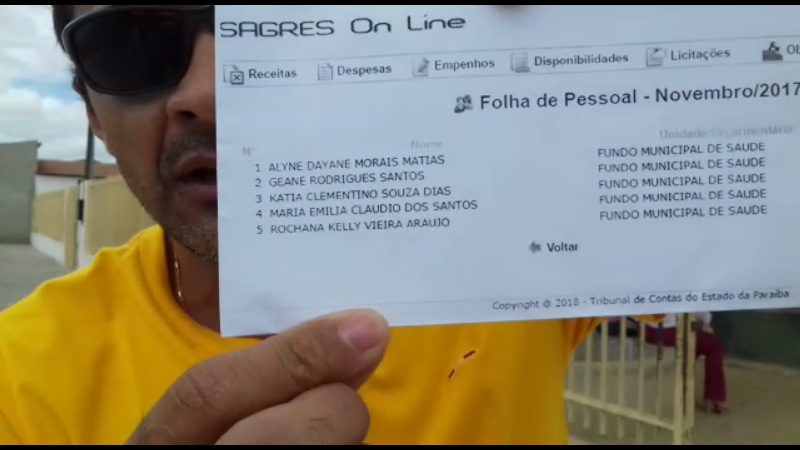 SAGRES On Line
Receitas Despesas Empenhos Disponibilidades Licitações
Folha de Pessoal - Novembro/2017
Nº Nome Unidade
1 ALYNE DAYANE MORAIS MATIAS FUNDO MUNICIPAL DE SAUDE
2 GEANE RODRIGUES SANTOS FUNDO MUNICIPAL DE SAUDE
3 KATIA CLEMENTINO SOUZA DIAS FUNDO MUNICIPAL DE SAUDE
4 MARIA EMILIA CLAUDIO DOS SANTOS FUNDO MUNICIPAL DE SAUDE
5 ROCHANA KELLY VIEIRA ARAUJO FUNDO MUNICIPAL DE SAUDE
Voltar
Copyright @ 2018 - Tribunal de Contas do Estado da Paraíba